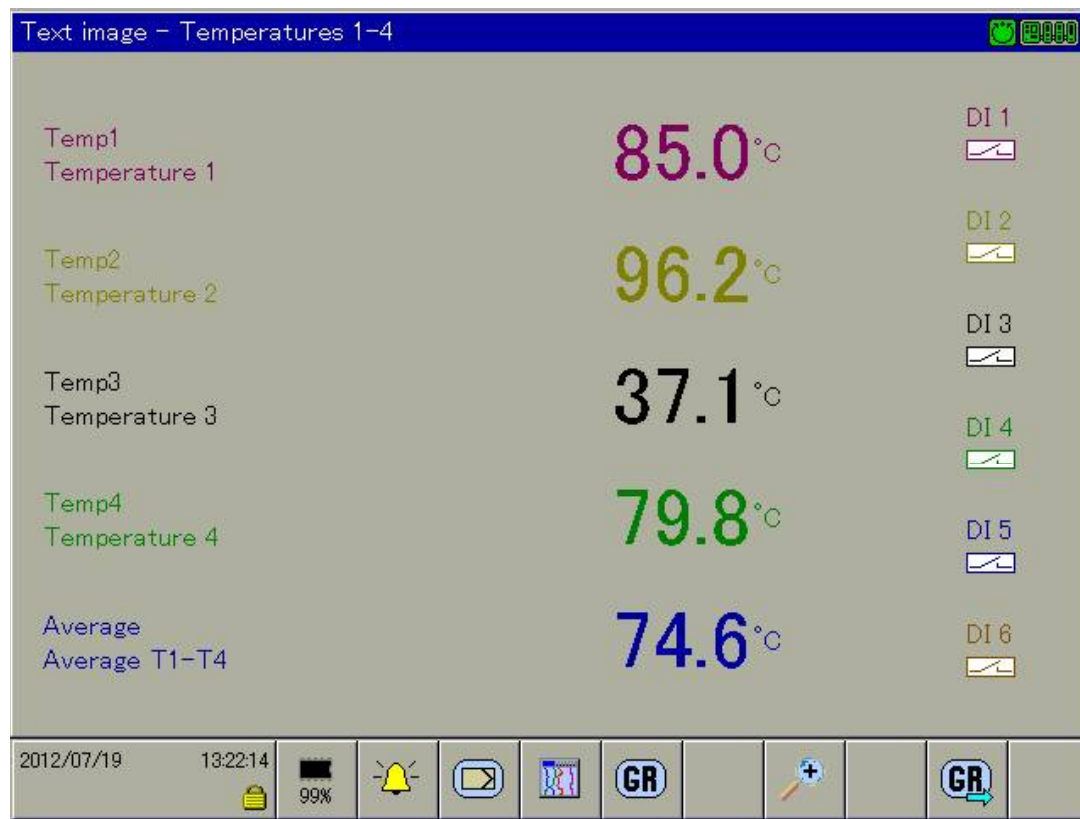 Text image - Temperatures 1-4
Temp1
Temperature 1
85.0°C
DI 1
Temp2
Temperature 2
96.2°C
DI 2
Temp3
Temperature 3
37.1°C
DI 3
Temp4
Temperature 4
79.8°C
DI 4
DI 5
Average
Average T1-T4
74.6°C
DI 6
2012/07/19 13:22:14
99%
GR
GR